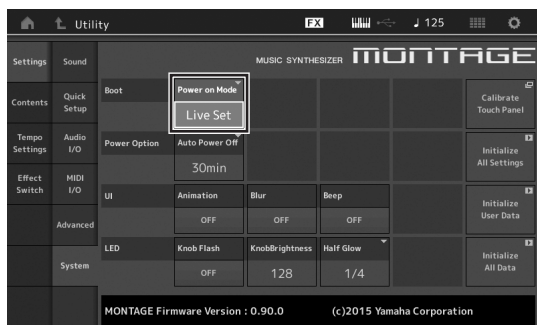 Utility
FX
125
Settings
Sound
MUSIC SYNTHESIZER MONTAGE
Contents
Quick
Setup
Boot
Power on Mode
Live Set
Calibrate
Touch Panel
Tempo
Settings
Audio
I/O
Power Option
Auto Power Off
30min
Initialize
All Settings
Effect
Switch
MIDI
I/O
UI
Animation
OFF
Blur
OFF
Beep
OFF
Initialize
User Data
Advanced
LED
Knob Flash
OFF
KnobBrightness
128
Half Glow
1/4
Initialize
All Data
System
MONTAGE Firmware Version : 0.90.0
(c)2015 Yamaha Corporation